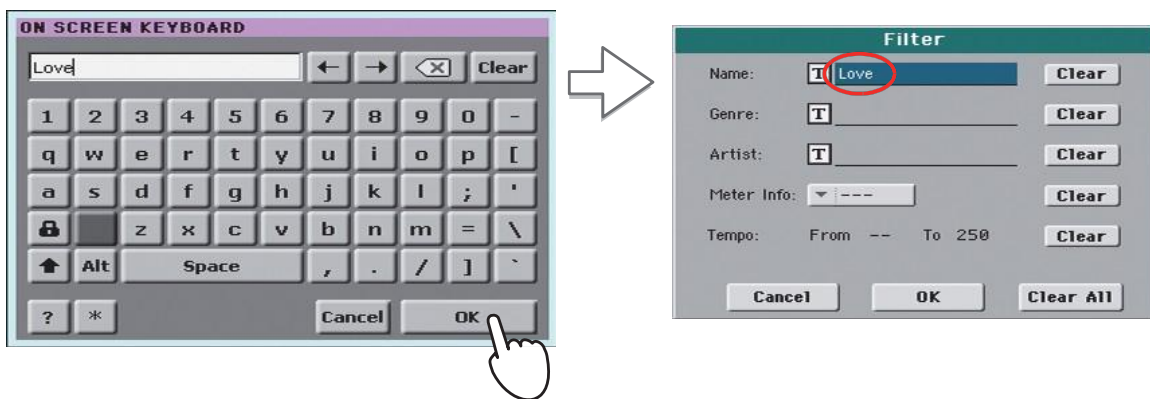 ON SCREEN KEYBOARD
Love
← → Clear
1 2 3 4 5 6 7 8 9 0 -
q w e r t y u i o p [
a s d f g h j k l ; '
z x c v b n m = \
Alt Space , . / ] `
? * Cancel OK
Filter
Name: T Love Clear
Genre: T Clear
Artist: T Clear
Meter Info: --- Clear
Tempo: From -- To 250 Clear
Cancel OK Clear All